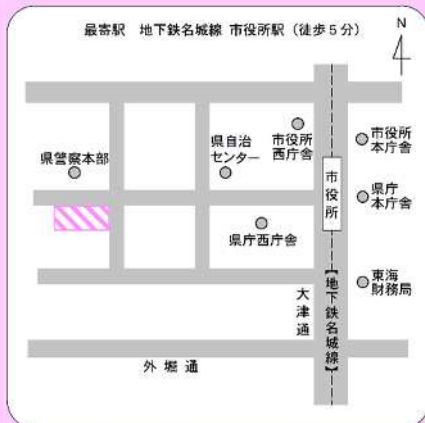 最寄駅　地下鉄名城線 市役所駅（徒歩５分）
N
県警察本部
県自治
センター
市役所
西庁舎
市役所
本庁舎
市役所
県庁
本庁舎
県庁西庁舎
東海
財務局
大津通
【地下鉄名城線】
外堀通